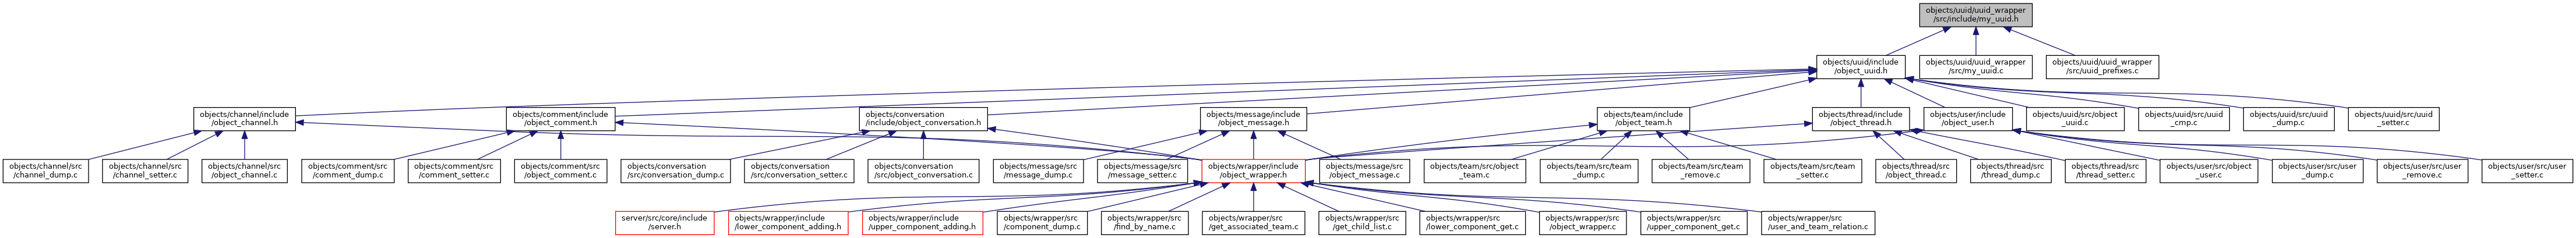 objects/uuid/uuid_wrapper
/src/include/my_uuid.h
objects/uuid/include
/object_uuid.h
objects/uuid/uuid_wrapper
/src/my_uuid.c
objects/uuid/uuid_wrapper
/src/uuid_prefixes.c
objects/channel/include
/object_channel.h
objects/comment/include
/object_comment.h
objects/conversation
/include/object_conversation.h
objects/message/include
/object_message.h
objects/team/include
/object_team.h
objects/thread/include
/object_thread.h
objects/user/include
/object_user.h
objects/uuid/src/object
_uuid.c
objects/uuid/src/uuid
_cmp.c
objects/uuid/src/uuid
_dump.c
objects/uuid/src/uuid
_setter.c
objects/channel/src
/channel_dump.c
objects/channel/src
/channel_setter.c
objects/channel/src
/object_channel.c
objects/comment/src
/comment_dump.c
objects/comment/src
/comment_setter.c
objects/comment/src
/object_comment.c
objects/conversation
/src/conversation_dump.c
objects/conversation
/src/conversation_setter.c
objects/conversation
/src/object_conversation.c
objects/message/src
/message_dump.c
objects/message/src
/message_setter.c
objects/wrapper/include
/object_wrapper.h
objects/message/src
/object_message.c
objects/team/src/object
_team.c
objects/team/src/team
_dump.c
objects/team/src/team
_remove.c
objects/team/src/team
_setter.c
objects/thread/src
/object_thread.c
objects/thread/src
/thread_dump.c
objects/thread/src
/thread_setter.c
objects/user/src/object
_user.c
objects/user/src/user
_dump.c
objects/user/src/user
_remove.c
objects/user/src/user
_setter.c
server/src/core/include
/server.h
objects/wrapper/include
/lower_component_adding.h
objects/wrapper/include
/upper_component_adding.h
objects/wrapper/src
/component_dump.c
objects/wrapper/src
/find_by_name.c
objects/wrapper/src
/get_associated_team.c
objects/wrapper/src
/get_child_list.c
objects/wrapper/src
/lower_component_get.c
objects/wrapper/src
/object_wrapper.c
objects/wrapper/src
/upper_component_get.c
objects/wrapper/src
/user_and_team_relation.c